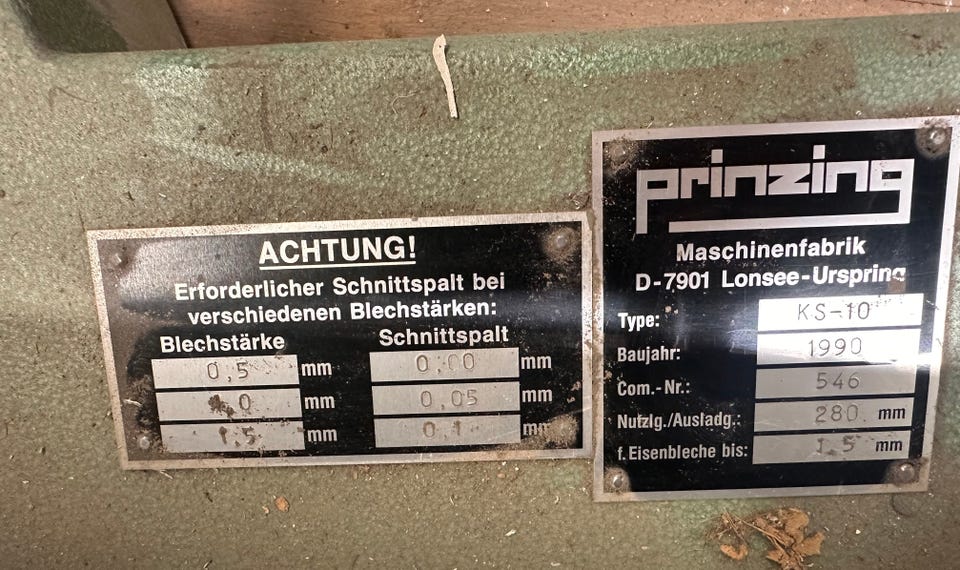 ACHTUNG!
Erforderlicher Schnittspalt bei
verschiedenen Blechstärken:
Blechstärke Schnittspalt
0,5 mm 0,00 mm
mm 0,05 mm
1,5 mm 0,1 mm
prinzing
Maschinenfabrik
D-7901 Lonsee-Urspring
Type: KS-10
Baujahr: 1990
Com.-Nr.: 546
Nutzlg./Ausladg.: 280 mm
f.Eisenbleche bis: 1,5 mm